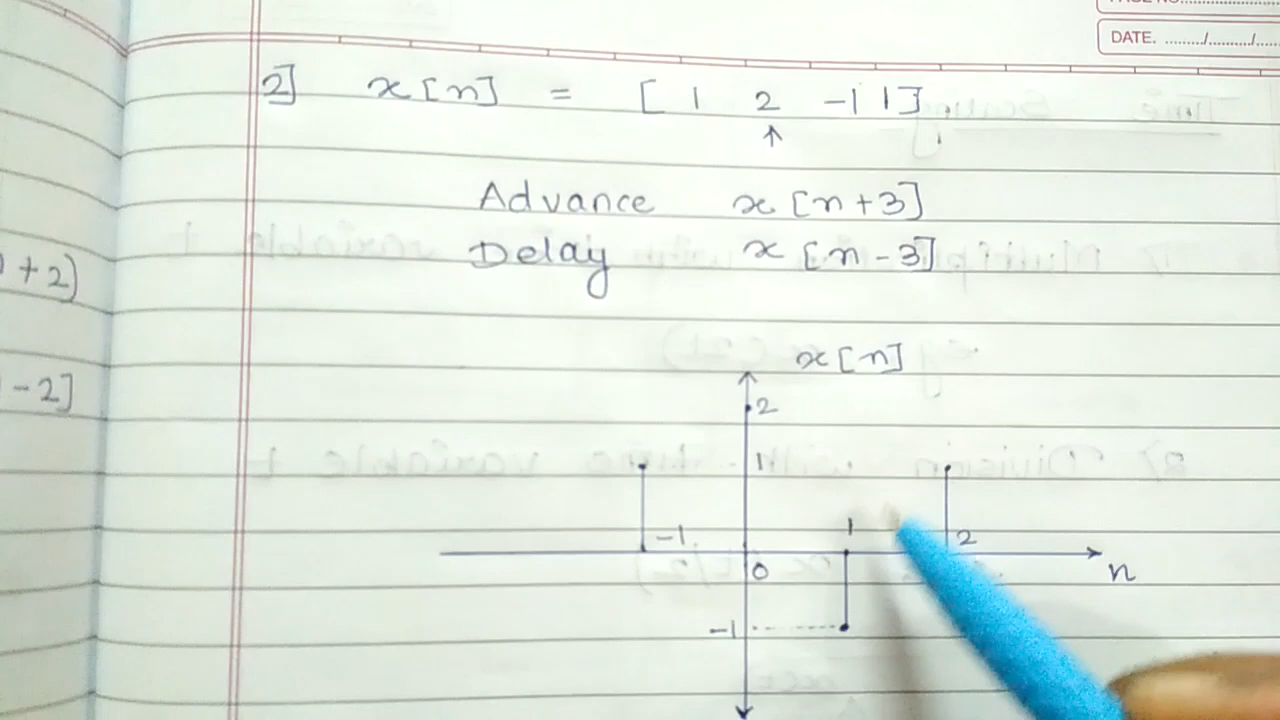 DATE. ......../........../.....
2] x[n] = [ 1 2 -1 1 ]
↑
Advance x[n+3]
Delay x[n-3]
+2)
-2]
x[n]
2
1
-1 1 2
0 n
-1